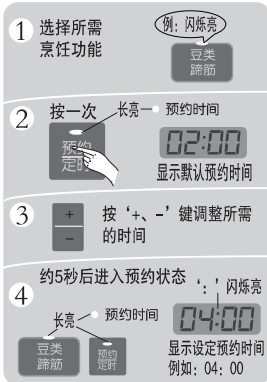 1 选择所需
烹饪功能
例：闪烁亮
豆类
蹄筋
2 按一次
长亮 预约时间
预约
定时
02:00
显示默认预约时间
3 + 按‘+、-’键调整所需
- 的时间
约5秒后进入预约状态
4 ‘：’闪烁亮
长亮 预约时间
04:00
豆类
蹄筋
预约
定时
显示设定预约时间
例如：04：00